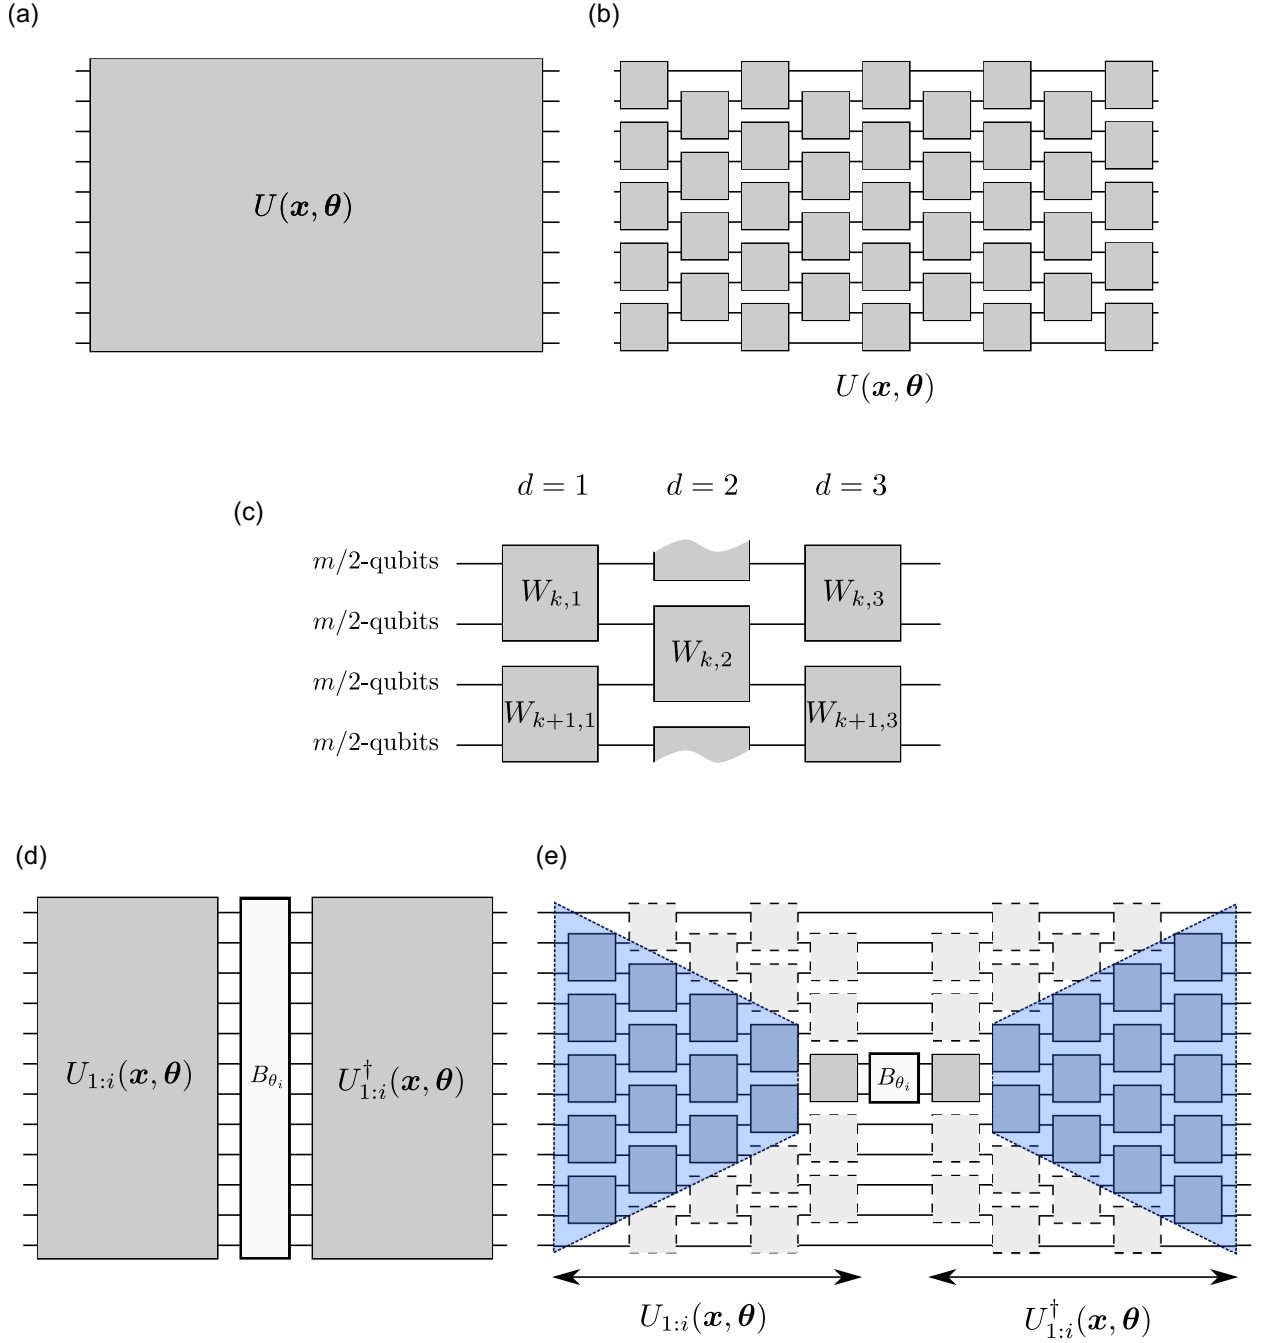 (a)
(b)
U(x, θ)
U(x, θ)
d = 1
d = 2
d = 3
(c)
m/2-qubits
m/2-qubits
m/2-qubits
m/2-qubits
W_{k,1}
W_{k,3}
W_{k,2}
W_{k+1,1}
W_{k+1,3}
(d)
(e)
U_{1:i}(x, θ)
B_{θ_i}
U^†_{1:i}(x, θ)
B_{θ_i}
U_{1:i}(x, θ)
U^†_{1:i}(x, θ)